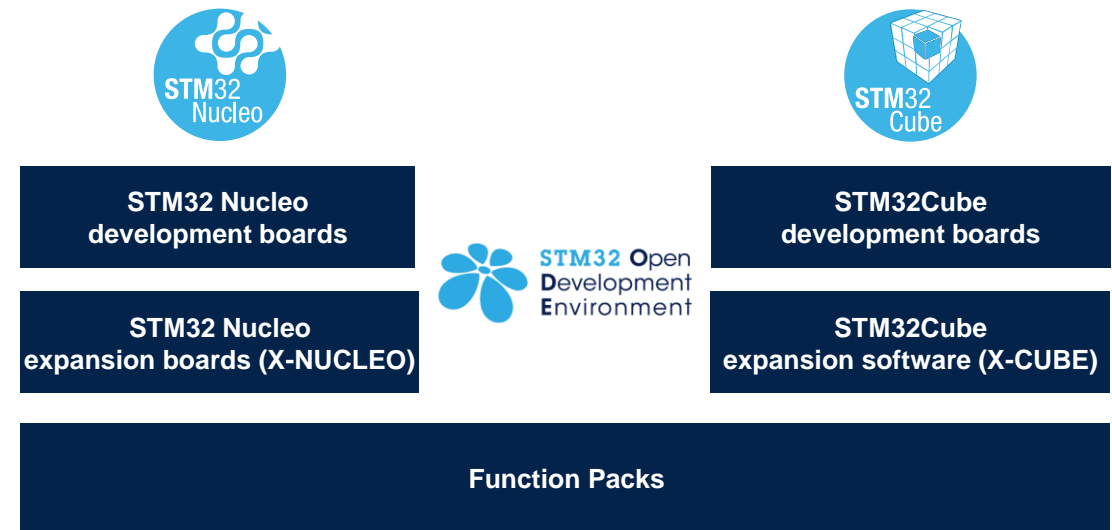 STM32
Nucleo
STM32
Cube
STM32 Nucleo
development boards
STM32Cube
development boards
STM32 Open
Development
Environment
STM32 Nucleo
expansion boards (X-NUCLEO)
STM32Cube
expansion software (X-CUBE)
Function Packs